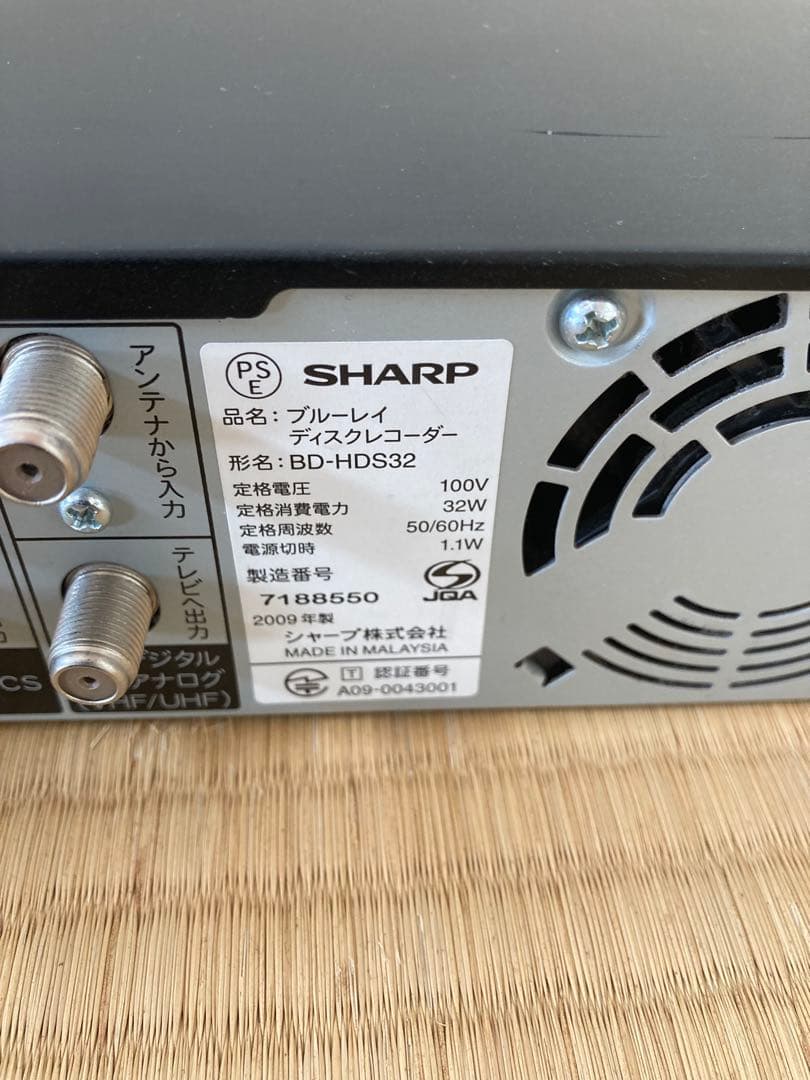 アンテナから入力
テレビへ出力
CS
デジタル
アナログ
(VHF/UHF)
PS
E
SHARP
品名：ブルーレイ
ディスクレコーダー
形名：BD-HDS32
定格電圧 100V
定格消費電力 32W
定格周波数 50/60Hz
電源切時 1.1W
製造番号
7188550
JQA
2009年製
シャープ株式会社
MADE IN MALAYSIA
T 認証番号
A09-0043001